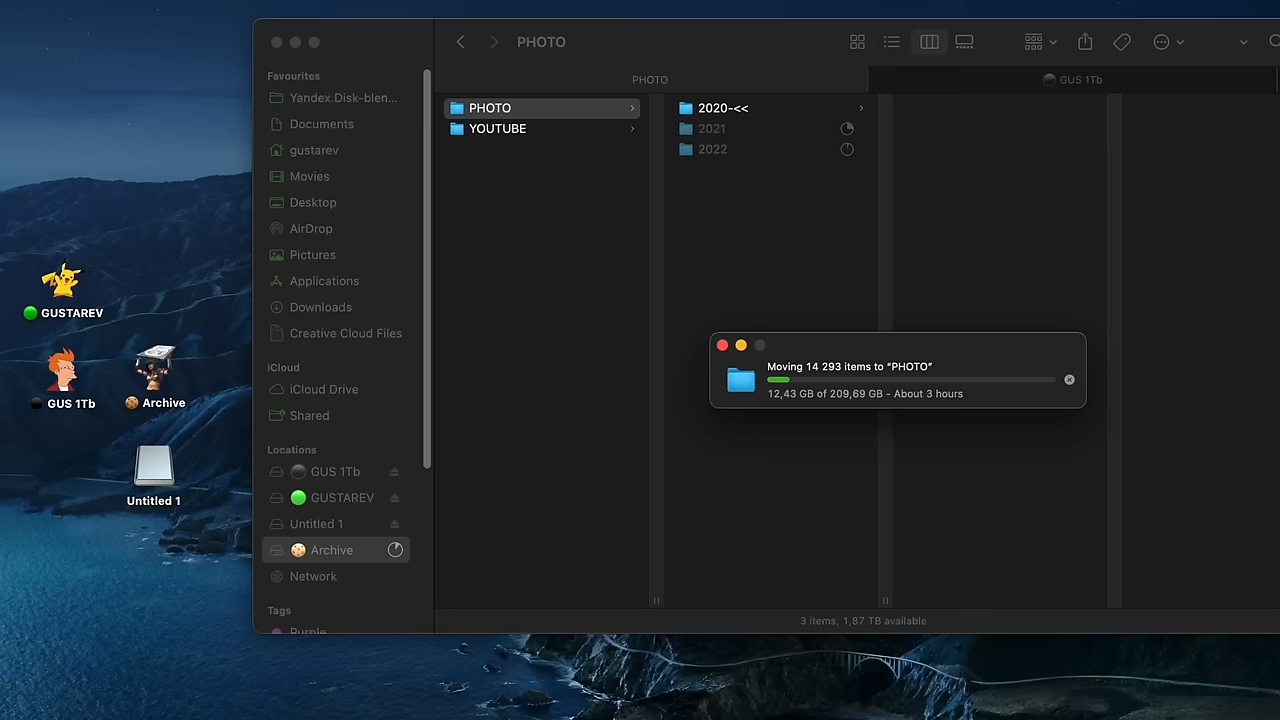 PHOTO
PHOTO
GUS 1Tb
Favourites
Yandex.Disk-blen...
Documents
gustarev
Movies
Desktop
AirDrop
Pictures
Applications
Downloads
Creative Cloud Files
iCloud
iCloud Drive
Shared
Locations
GUS 1Tb
GUSTAREV
Untitled 1
Archive
Network
Tags
Purple
PHOTO
YOUTUBE
2020-<<
2021
2022
Moving 14 293 items to “PHOTO”
12,43 GB of 209,69 GB - About 3 hours
3 items, 1,87 TB available
GUSTAREV
GUS 1Tb
Archive
Untitled 1